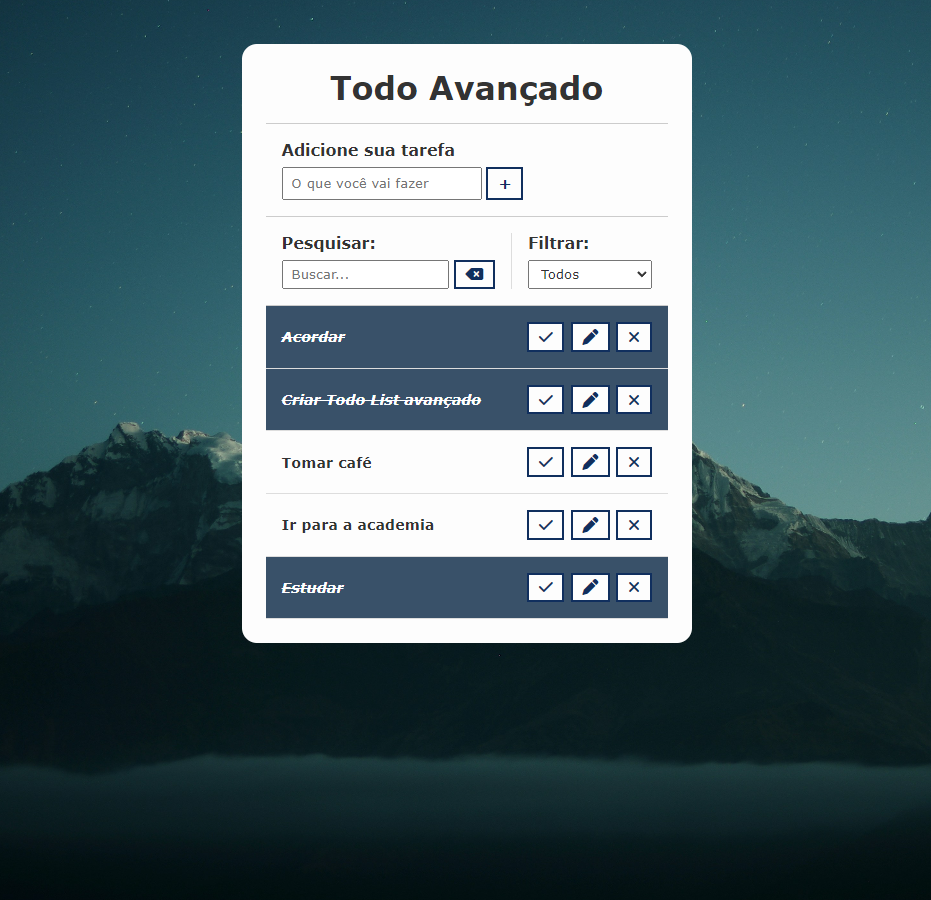 Todo Avançado
Adicione sua tarefa
O que você vai fazer
+
Pesquisar:
Filtrar:
Buscar...
Todos
Acordar
Criar Todo List avançado
Tomar café
Ir para a academia
Estudar